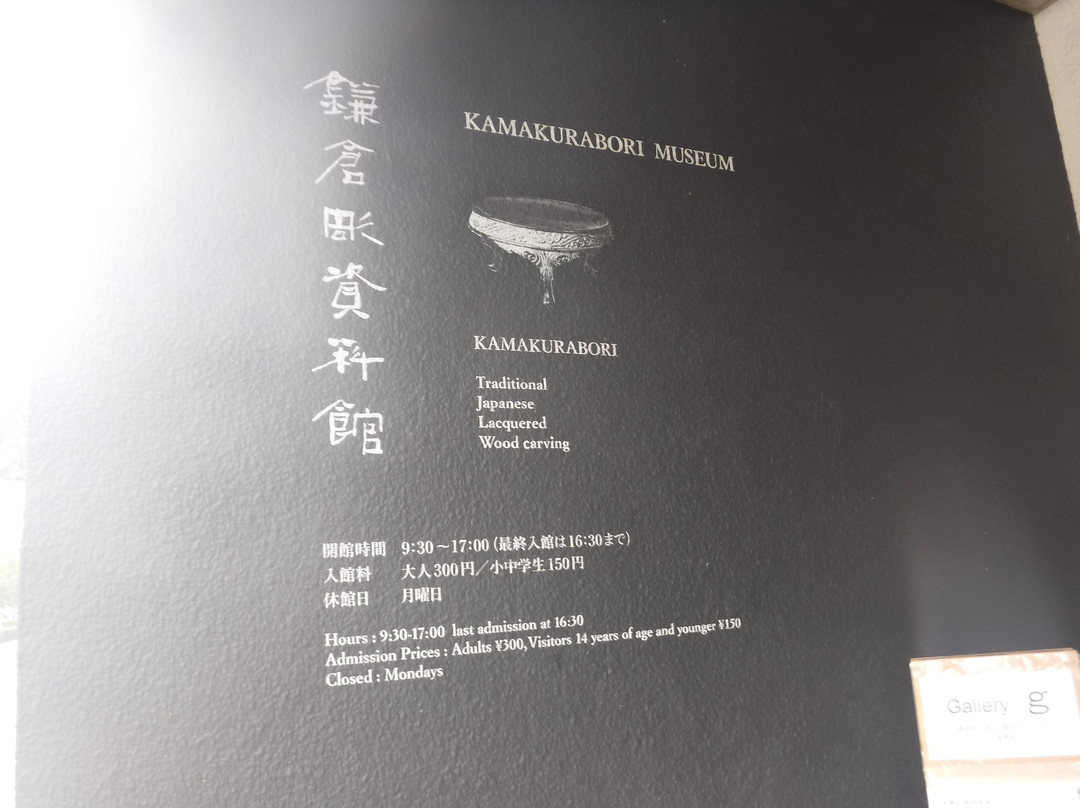 鎌倉彫資料館
KAMAKURABORI MUSEUM
KAMAKURABORI
Traditional
Japanese
Lacquered
Wood carving
開館時間 9:30~17:00 (最終入館は16:30まで)
入館料 大人300円/小中学生150円
休館日 月曜日
Hours : 9:30-17:00 last admission at 16:30
Admission Prices : Adults ¥300, Visitors 14 years of age and younger ¥150
Closed : Mondays
Gallery g